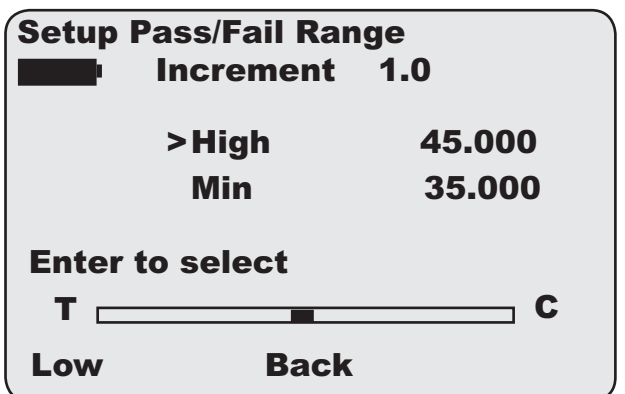 Setup Pass/Fail Range
Increment 1.0
>High 45.000
Min 35.000
Enter to select
T C
Low Back